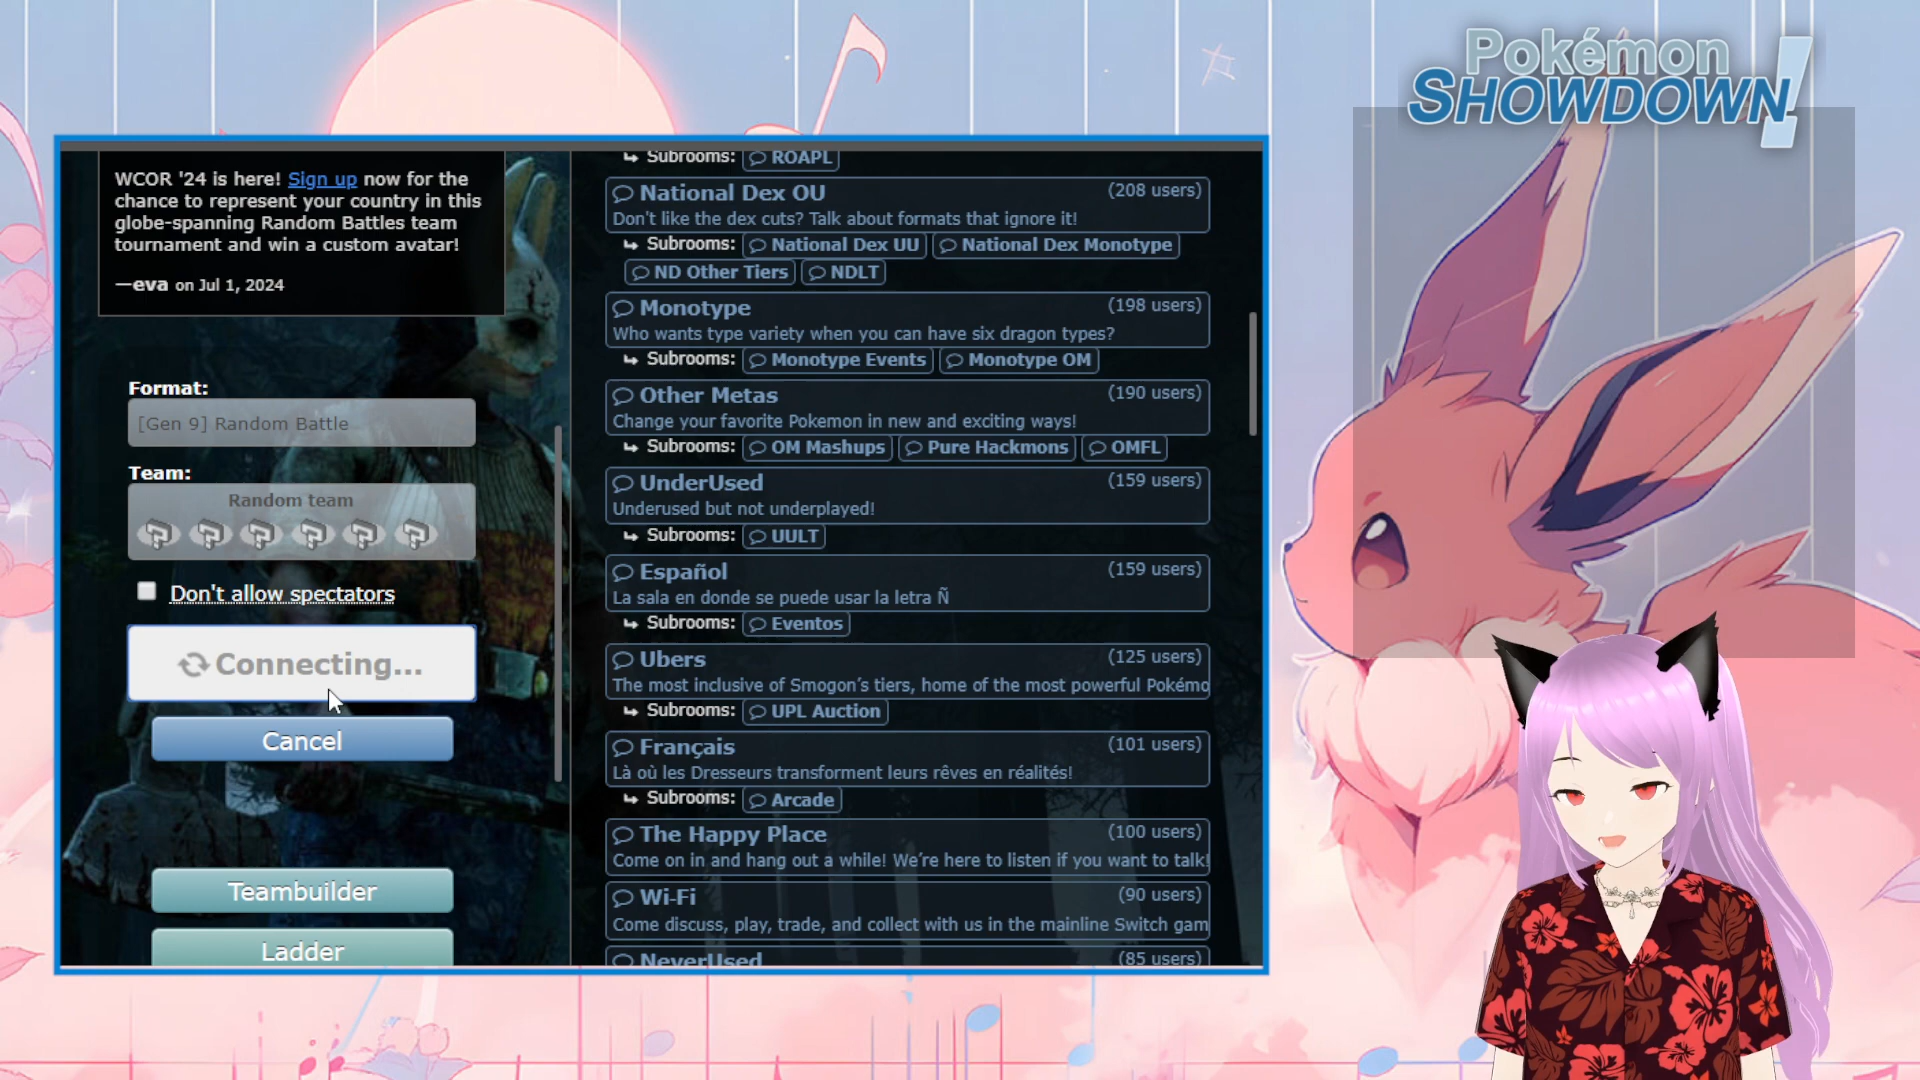 Pokémon
SHOWDOWN!
WCOR '24 is here! Sign up now for the
chance to represent your country in this
globe-spanning Random Battles team
tournament and win a custom avatar!
—eva on Jul 1, 2024
Format:
[Gen 9] Random Battle
Team:
Random team
Don't allow spectators
Connecting...
Cancel
Teambuilder
Ladder
Subrooms: ROAPL
National Dex OU (208 users)
Don't like the dex cuts? Talk about formats that ignore it!
Subrooms: National Dex UU National Dex Monotype
ND Other Tiers NDLT
Monotype (198 users)
Who wants type variety when you can have six dragon types?
Subrooms: Monotype Events Monotype OM
Other Metas (190 users)
Change your favorite Pokemon in new and exciting ways!
Subrooms: OM Mashups Pure Hackmons OMFL
UnderUsed (159 users)
Underused but not underplayed!
Subrooms: UULT
Español (159 users)
La sala en donde se puede usar la letra Ñ
Subrooms: Eventos
Ubers (125 users)
The most inclusive of Smogon's tiers, home of the most powerful Pokémo
Subrooms: UPL Auction
Français (101 users)
Là où les Dresseurs transforment leurs rêves en réalités!
Subrooms: Arcade
The Happy Place (100 users)
Come on in and hang out a while! We're here to listen if you want to talk!
Wi-Fi (90 users)
Come discuss, play, trade, and collect with us in the mainline Switch gam
NeverUsed (85 users)